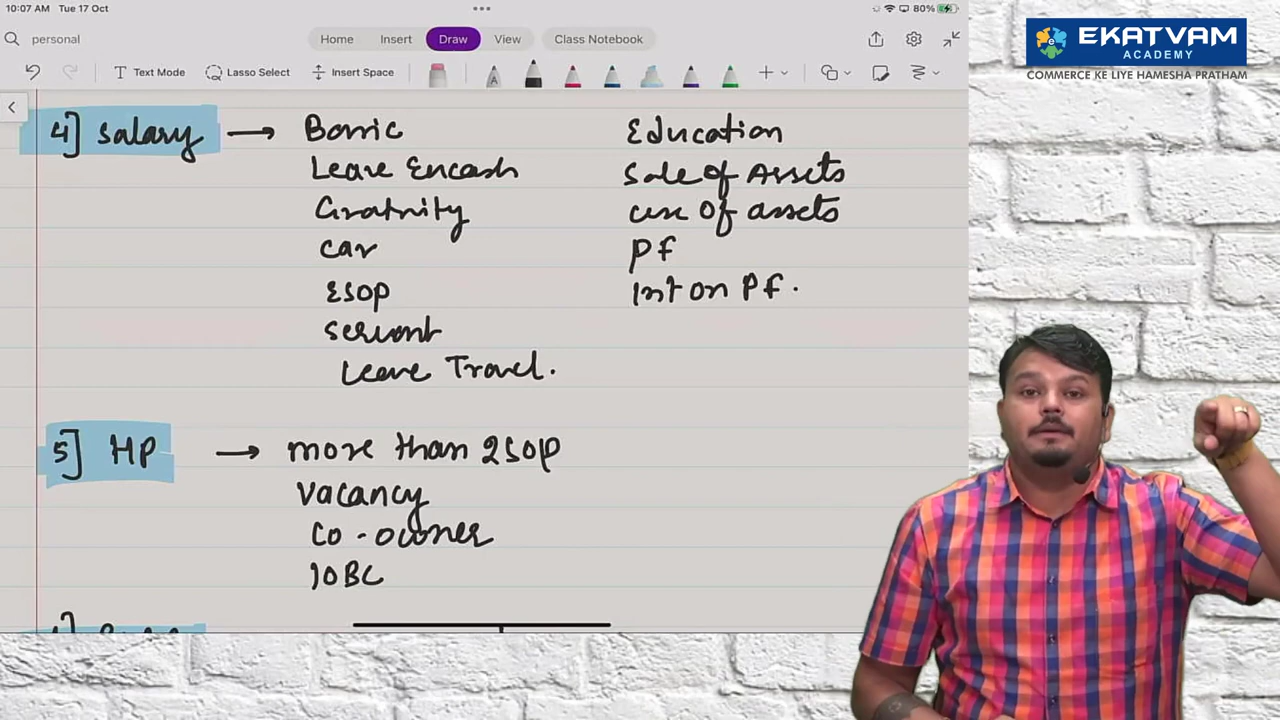 10:07 AM Tue 17 Oct
80%
personal
Home Insert Draw View Class Notebook
Text Mode Lasso Select Insert Space
EKATVAM
ACADEMY
COMMERCE KE LIYE HAMESHA PRATHAM
4] Salary → Basic
Leave Encash
Gratuity
Car
ESOP
Servant
Leave Travel.
Education
Sale of Assets
use Of assets
Pf
Int on Pf.
5] HP → more than 2SOP
Vacancy
Co-owner
10BC